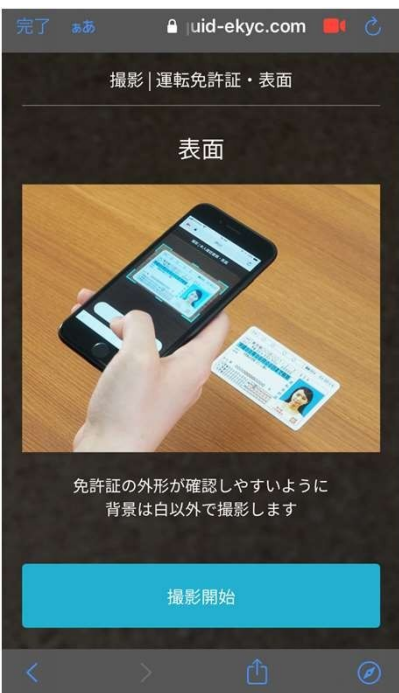 完了 ぁあ uid-ekyc.com
撮影 | 運転免許証・表面
表面
免許証の外形が確認しやすいように
背景は白以外で撮影します
撮影開始